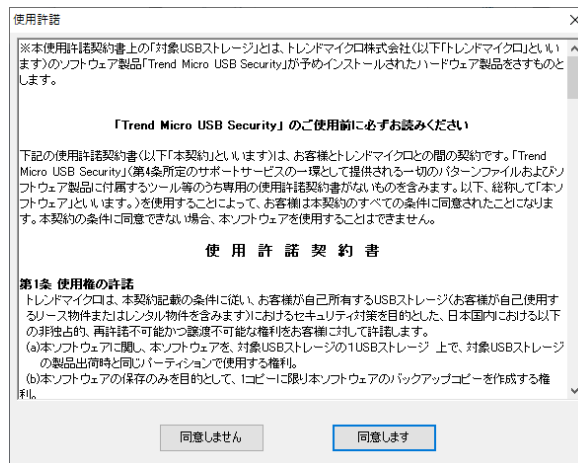 使用許諾
※本使用許諾契約書上の「対象USBストレージ」とは、トレンドマイクロ株式会社(以下「トレンドマイクロ」といい
ます)のソフトウェア製品「Trend Micro USB Security」が予めインストールされたハードウェア製品をさすものと
します。
「Trend Micro USB Security」のご使用前に必ずお読みください
下記の使用許諾契約書(以下「本契約」といいます)は、お客様とトレンドマイクロとの間の契約です。「Trend
Micro USB Security」(第4条所定のサポートサービスの一環として提供される一切のパターンファイルおよびソ
フトウェア製品に付属するツール等のうち専用の使用許諾契約書がないものを含みます。以下、総称して「本ソ
フトウェア」といいます。)を使用することによって、お客様は本契約のすべての条件に同意されたことになりま
す。本契約の条件に同意できない場合、本ソフトウェアを使用することはできません。
使 用 許 諾 契 約 書
第1条 使用権の許諾
トレンドマイクロは、本契約記載の条件に従い、お客様が自己所有するUSBストレージ(お客様が自己使用す
るリース物件またはレンタル物件を含みます)におけるセキュリティ対策を目的とした、日本国内における以下
の非独占的、再許諾不可能かつ譲渡不可能な権利をお客様に対して許諾します。
(a)本ソフトウェアに関し、本ソフトウェアを、対象USBストレージの1USBストレージ 上で、対象USBストレージ
の製品出荷時と同じパーティションで使用する権利。
(b)本ソフトウェアの保存のみを目的として、1コピーに限り本ソフトウェアのバックアップコピーを作成する権
利。
同意しません
同意します